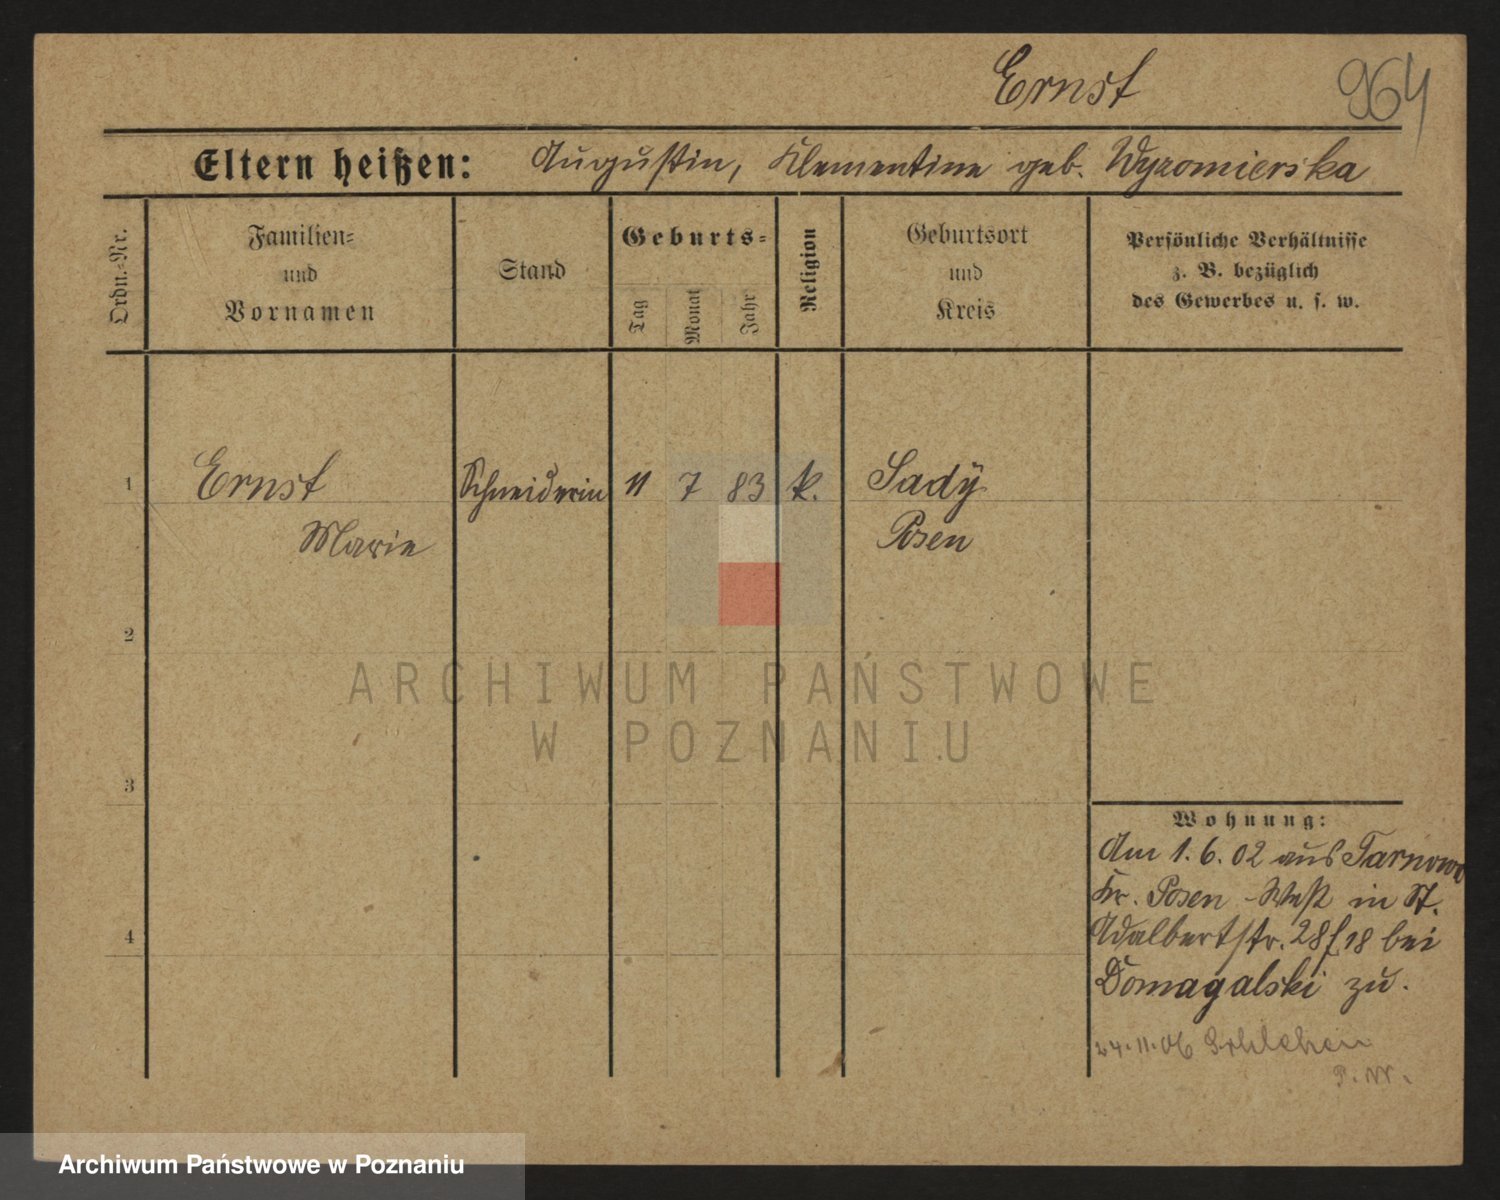 Ernst 964
Eltern heißen: Augustin, Klementine geb. Wyzomierska
Ordn.-Nr.
Familien-
und
Vornamen
Stand
Geburts-
Tag
Monat
Jahr
Religion
Geburtsort
und
Kreis
Persönliche Verhältnisse
z. B. bezüglich
des Gewerbes u. s. w.
1 Ernst Schneiderin 11 7 83 k. Sady
Marie Posen
2
3
4
ARCHIWUM PAŃSTWOWE
W POZNANIU
Wohnung:
Am 1. 6. 02 aus Tarnowo
Kr. Posen West in St.
Adalbertstr. 28/18 bei
Domagalski zu.
24.11.06
Archiwum Państwowe w Poznaniu